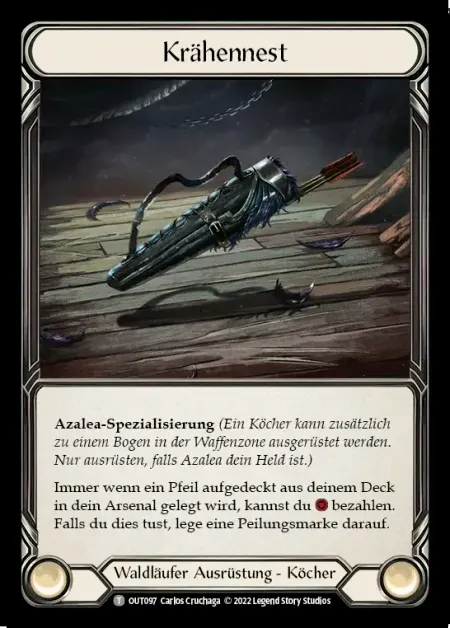 Krähennest
Azalea-Spezialisierung (Ein Köcher kann zusätzlich
zu einem Bogen in der Waffenzone ausgerüstet werden.
Nur ausrüsten, falls Azalea dein Held ist.)
Immer wenn ein Pfeil aufgedeckt aus deinem Deck
in dein Arsenal gelegt wird, kannst du bezahlen.
Falls du dies tust, lege eine Peilungsmarke darauf.
Waldläufer Ausrüstung - Köcher
T OUT097 Carlos Cruchaga © 2022 Legend Story Studios